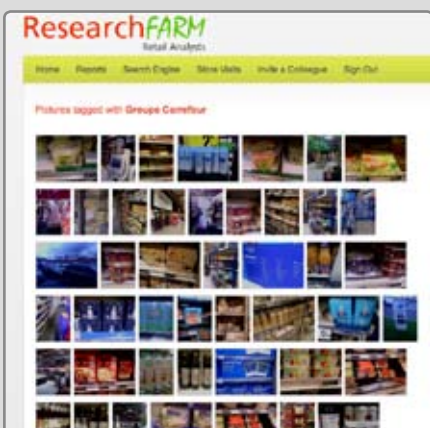 ResearchFARM
Retail Analysts
Home Reports Search Engine Store Visits Invite a Colleague Sign Out
Pictures tagged with Groupe Carrefour